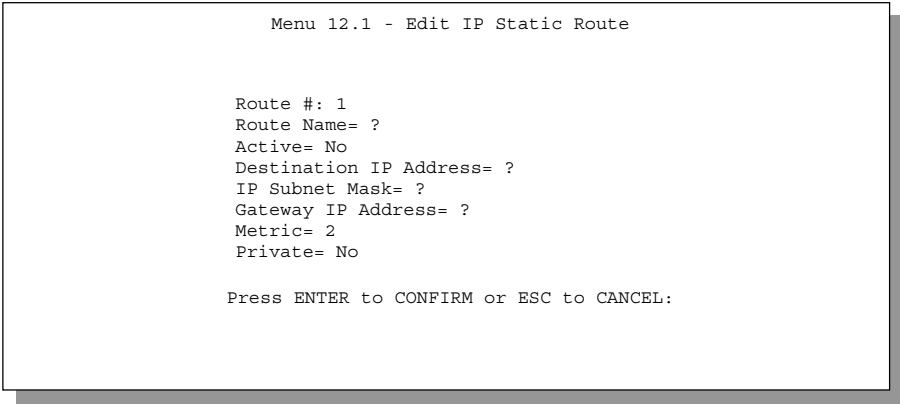 Menu 12.1 - Edit IP Static Route
Route #: 1
Route Name= ?
Active= No
Destination IP Address= ?
IP Subnet Mask= ?
Gateway IP Address= ?
Metric= 2
Private= No
Press ENTER to CONFIRM or ESC to CANCEL: